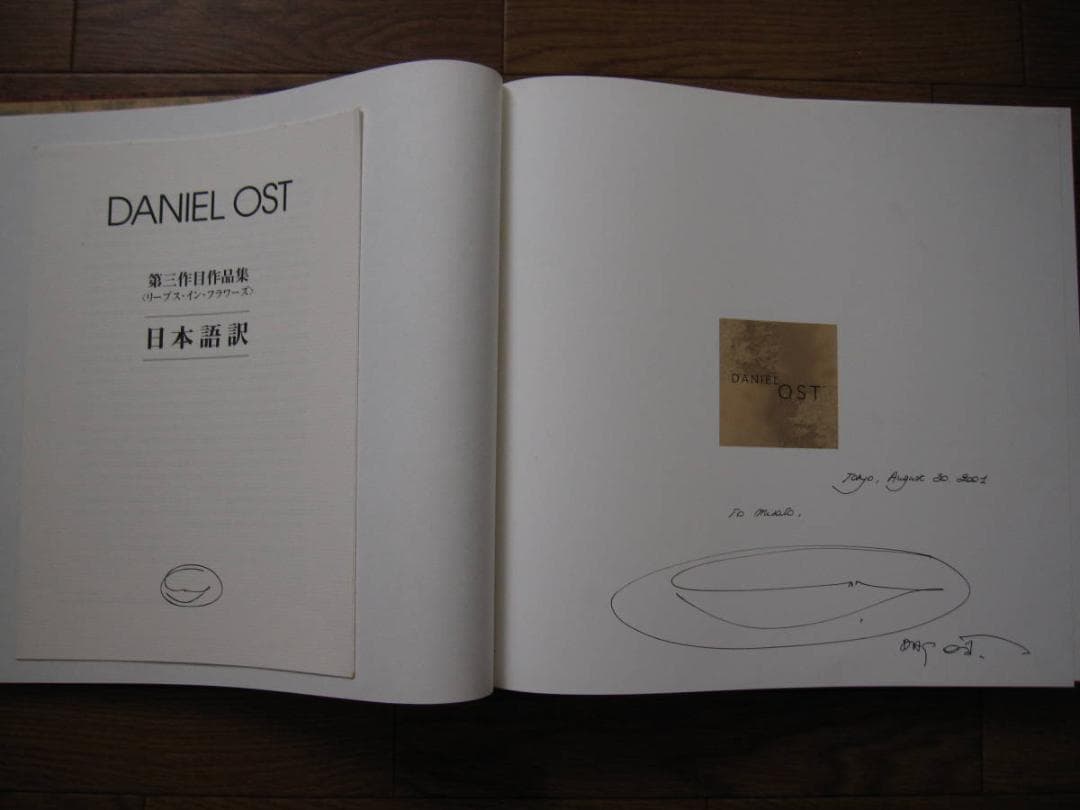 DANIEL OST
第三作目作品集
〈リーブス・イン・フラワーズ〉
日本語訳
DANIEL
OST
Tokyo, August 30 2001
To
Ost.